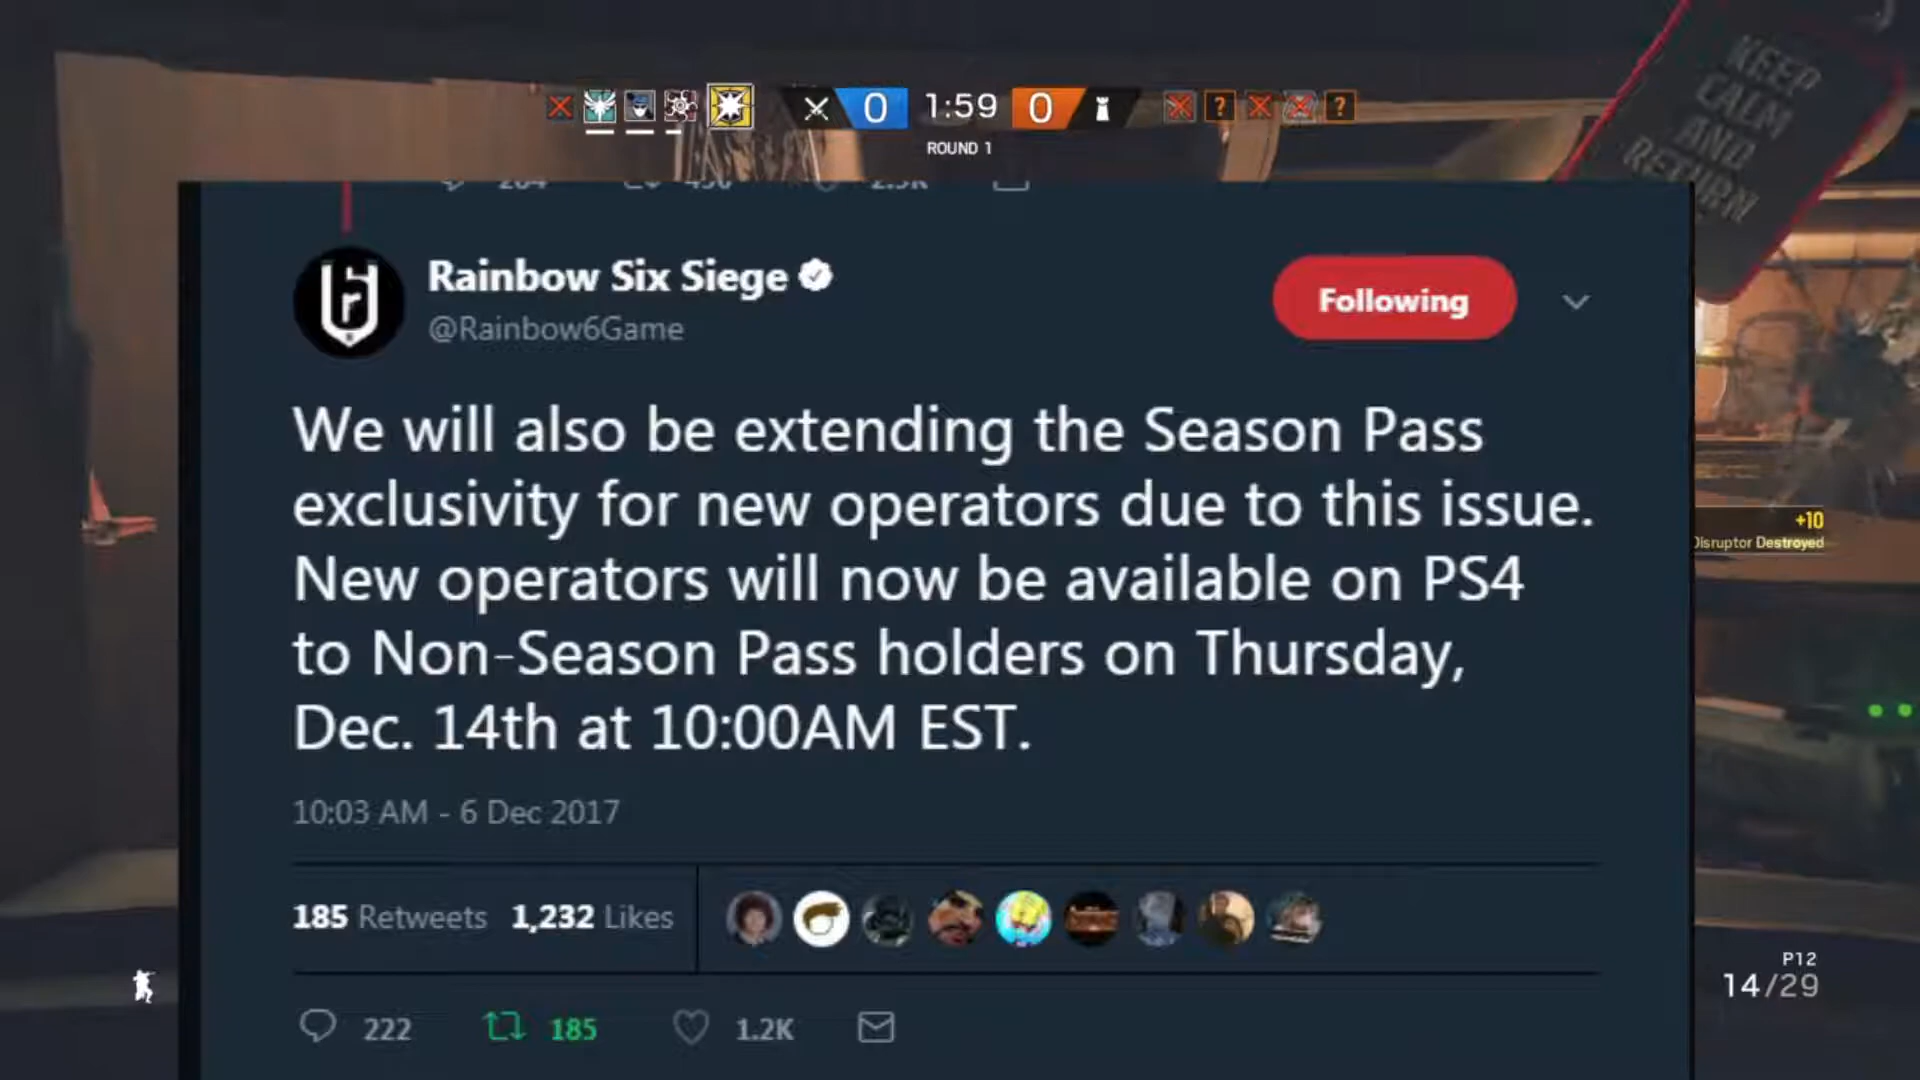 0 1:59 0
ROUND 1
KEEP
CALM
AND
RETURN
Rainbow Six Siege
@Rainbow6Game
Following
We will also be extending the Season Pass
exclusivity for new operators due to this issue.
New operators will now be available on PS4
to Non-Season Pass holders on Thursday,
Dec. 14th at 10:00AM EST.
+10
Disruptor Destroyed
10:03 AM - 6 Dec 2017
185 Retweets 1,232 Likes
P12
14/29
222 185 1.2K